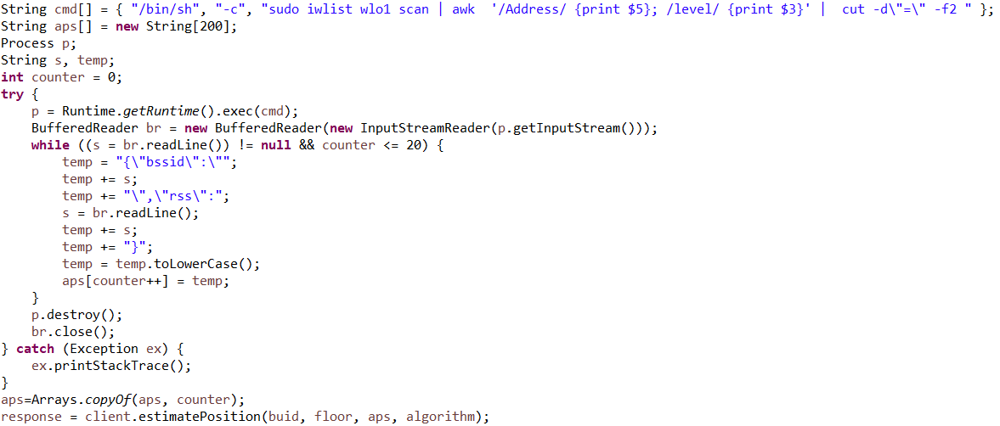 String cmd[] = { "/bin/sh", "-c", "sudo iwlist wlo1 scan | awk  '/Address/ {print $5}; /level/ {print $3}' |  cut -d\"=\" -f2 " };
String aps[] = new String[200];
Process p;
String s, temp;
int counter = 0;
try {
    p = Runtime.getRuntime().exec(cmd);
    BufferedReader br = new BufferedReader(new InputStreamReader(p.getInputStream()));
    while ((s = br.readLine()) != null && counter <= 20) {
        temp = "{\"bssid\":\"";
        temp += s;
        temp += "\",\"rss\":";
        s = br.readLine();
        temp += s;
        temp += "}";
        temp = temp.toLowerCase();
        aps[counter++] = temp;
    }
    p.destroy();
    br.close();
} catch (Exception ex) {
    ex.printStackTrace();
}
aps=Arrays.copyOf(aps, counter);
response = client.estimatePosition(buid, floor, aps, algorithm);